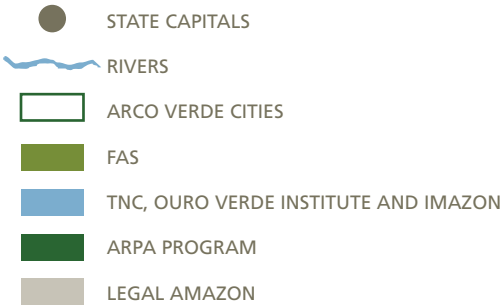 STATE CAPITALS
RIVERS
ARCO VERDE CITIES
FAS
TNC, OURO VERDE INSTITUTE AND IMAZON
ARPA PROGRAM
LEGAL AMAZON